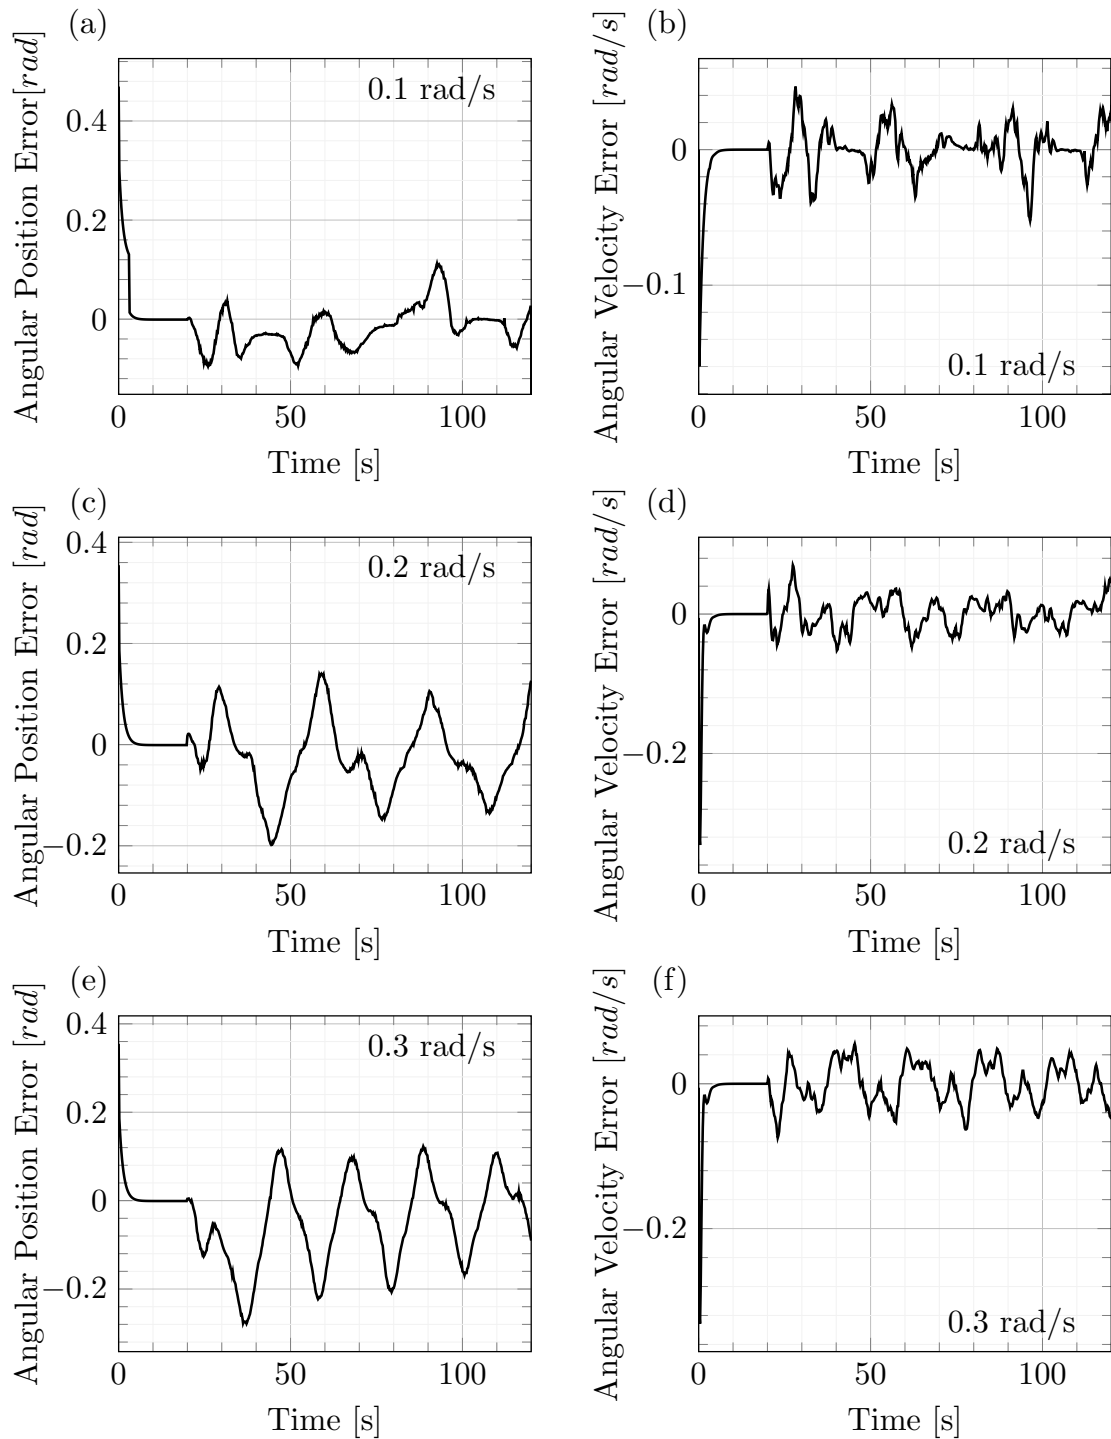 (a)
Angular Position Error[rad]
0.1 rad/s
0.4
0.2
0
0
50
100
Time [s]
(b)
Angular Velocity Error [rad/s]
0
−0.1
0.1 rad/s
0
50
100
Time [s]
(c)
Angular Position Error [rad]
0.2 rad/s
0.4
0.2
0
−0.2
0
50
100
Time [s]
(d)
Angular Velocity Error [rad/s]
0
−0.2
0.2 rad/s
0
50
100
Time [s]
(e)
Angular Position Error [rad]
0.3 rad/s
0.4
0.2
0
−0.2
0
50
100
Time [s]
(f)
Angular Velocity Error [rad/s]
0
−0.2
0.3 rad/s
0
50
100
Time [s]